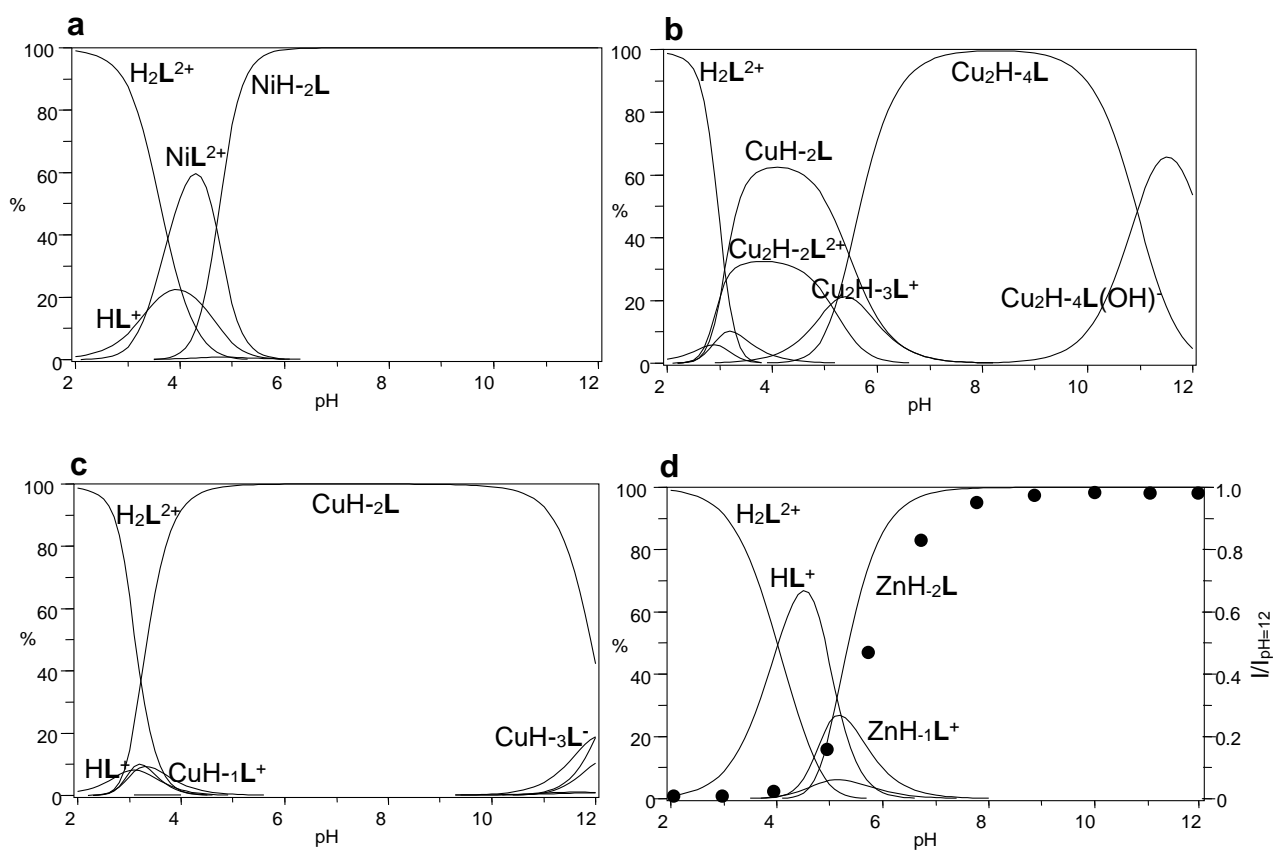 a
100
80
60
%
40
20
0
2 4 6 8 10 12
pH
H₂L²⁺
NiH-₂L
NiL²⁺
HL⁺
b
100
80
60
%
40
20
0
2 4 6 8 10 12
pH
H₂L²⁺
Cu₂H-₄L
CuH-₂L
Cu₂H-₂L²⁺
Cu₂H-₃L⁺
Cu₂H-₄L(OH)⁻
c
100
80
60
%
40
20
0
2 4 6 8 10 12
pH
H₂L²⁺
CuH-₂L
HL⁺
CuH-₁L⁺
CuH-₃L⁻
d
100
80
60
%
40
20
0
2 4 6 8 10 12
pH
H₂L²⁺
HL⁺
ZnH-₂L
ZnH-₁L⁺
1.0
0.8
0.6
0.4
0.2
0
I/I_pH=12